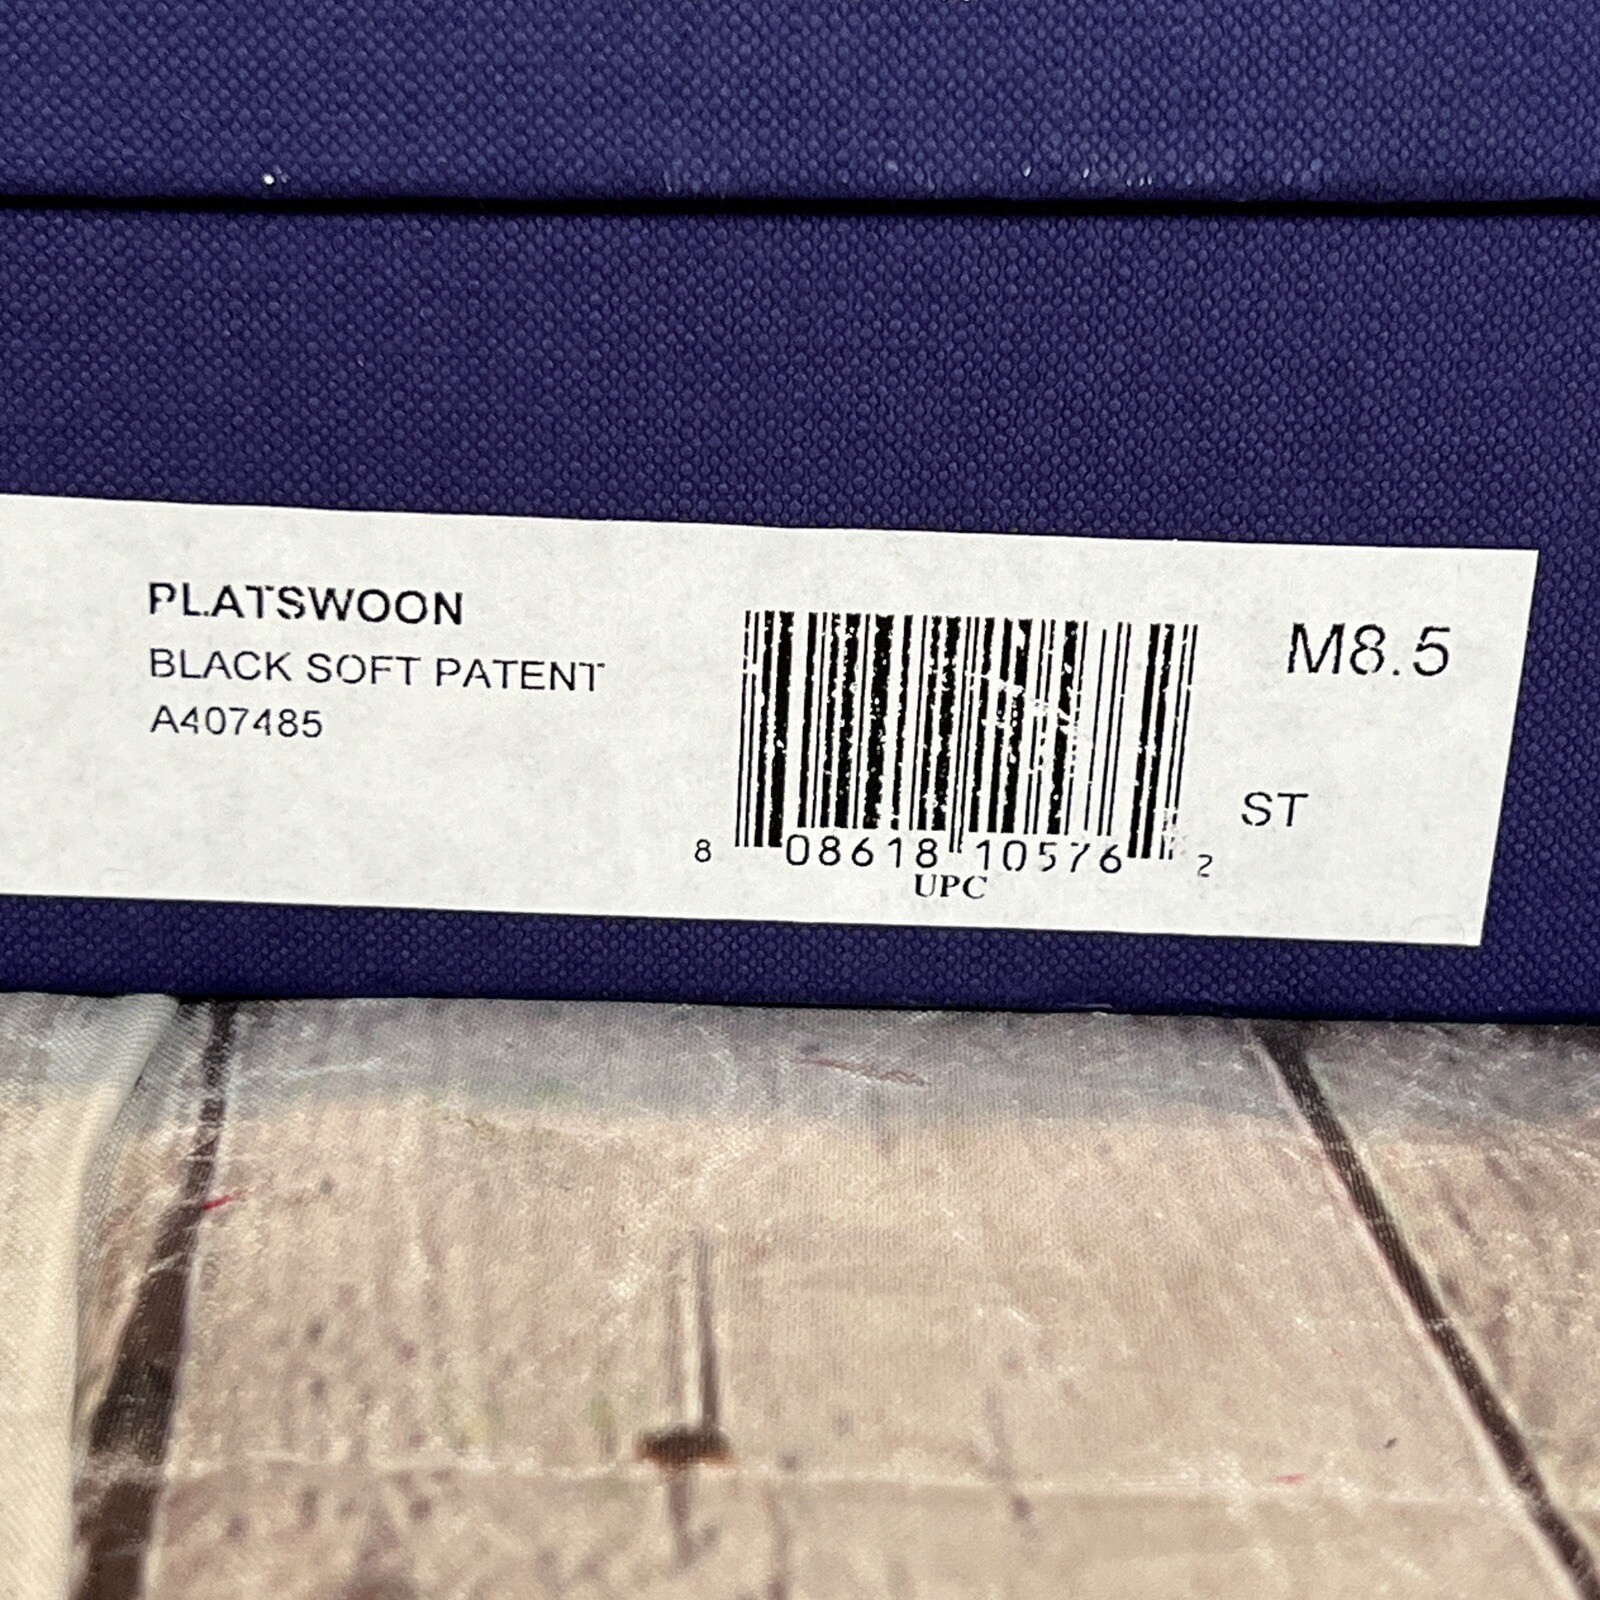 PLATSWOON
BLACK SOFT PATENT
A407485
M8.5
ST
8 08618 10576 2
UPC